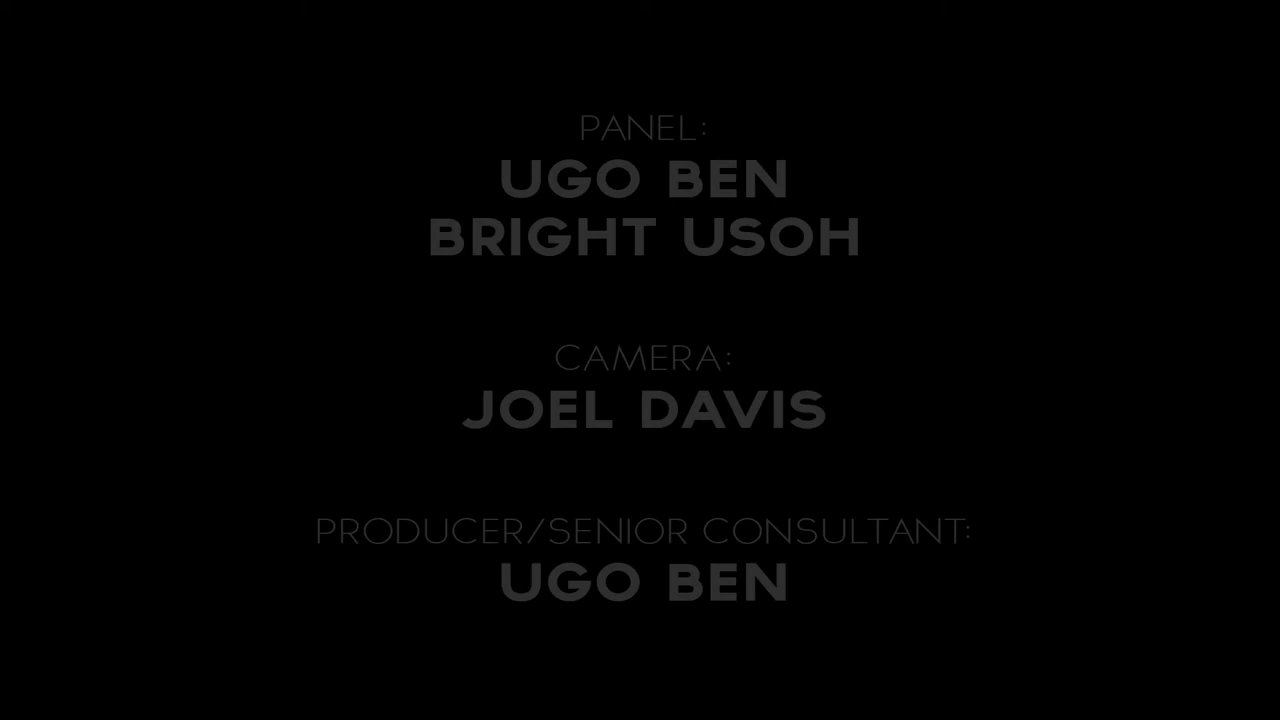 PANEL:
UGO BEN
BRIGHT USOH
CAMERA:
JOEL DAVIS
PRODUCER/SENIOR CONSULTANT:
UGO BEN